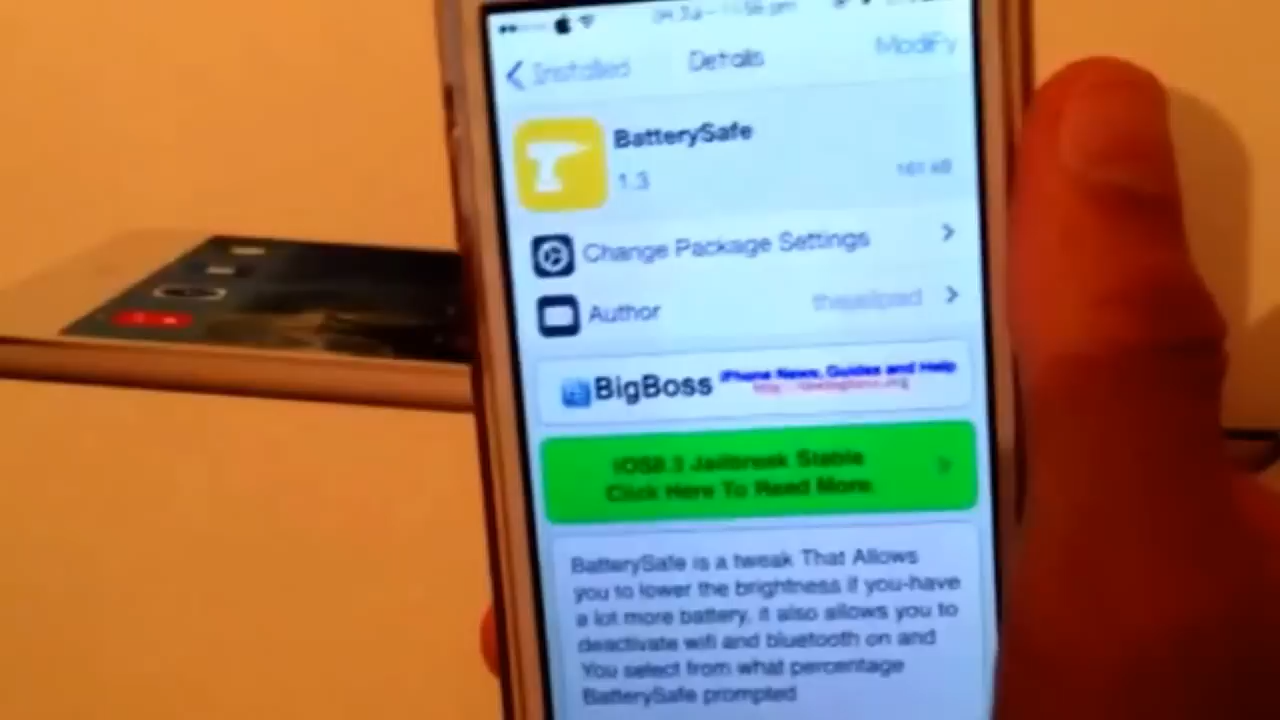 Installed Details Modify
BatterySafe
1.3
Change Package Settings
Author
BigBoss iPhone News, Guides and Help
iOS8.3 Jailbreak Stable
Click Here To Read More.
BatterySafe is a tweak That Allows
you to lower the brightness if you-have
a lot more battery, it also allows you to
deactivate wifi and bluetooth on and
You select from what percentage
BatterySafe prompted